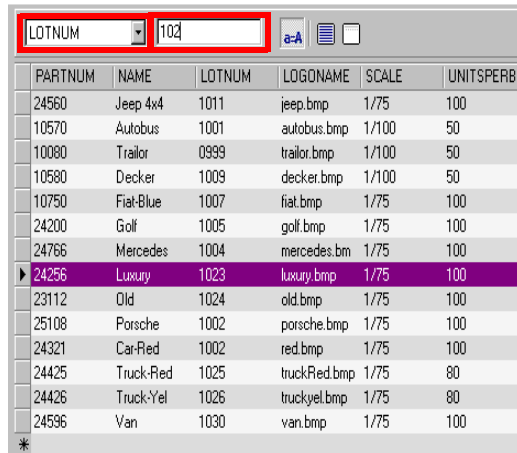 LOTNUM 102 a=A
PARTNUM NAME LOTNUM LOGONAME SCALE UNITSPERB
24560 Jeep 4x4 1011 jeep.bmp 1/75 100
10570 Autobus 1001 autobus.bmp 1/100 50
10080 Trailor 0999 trailor.bmp 1/100 50
10580 Decker 1009 decker.bmp 1/100 50
10750 Fiat-Blue 1007 fiat.bmp 1/75 100
24200 Golf 1005 golf.bmp 1/75 100
24766 Mercedes 1004 mercedes.bm 1/75 100
24256 Luxury 1023 luxury.bmp 1/75 100
23112 Old 1024 old.bmp 1/75 100
25108 Porsche 1002 porsche.bmp 1/75 100
24321 Car-Red 1002 red.bmp 1/75 100
24425 Truck-Red 1025 truckRed.bmp 1/75 80
24426 Truck-Yel 1026 truckyel.bmp 1/75 80
24596 Van 1030 van.bmp 1/75 100